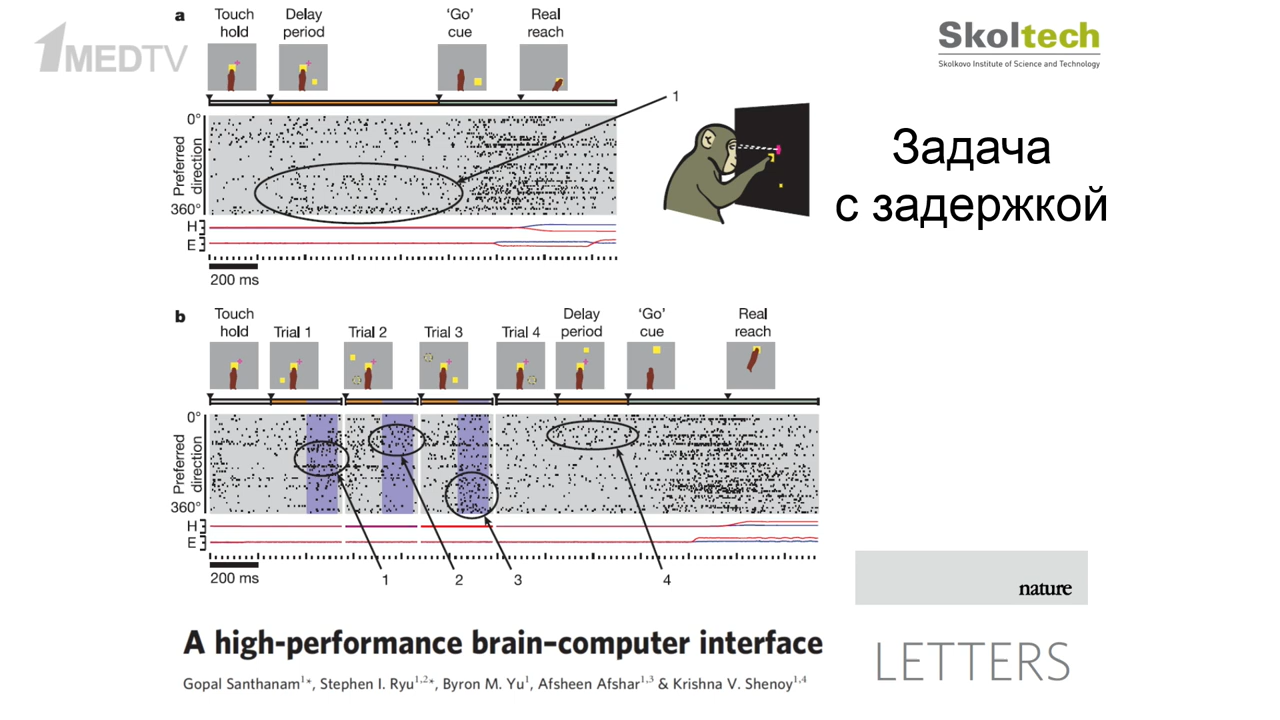 1MEDTV
Skoltech
Skolkovo Institute of Science and Technology
a
Touch hold
Delay period
'Go' cue
Real reach
1
0°
Preferred direction
360°
H
E
200 ms
Задача
с задержкой
b
Touch hold
Trial 1
Trial 2
Trial 3
Trial 4
Delay period
'Go' cue
Real reach
0°
Preferred direction
360°
H
E
200 ms
1
2
3
4
nature
LETTERS
A high-performance brain–computer interface
Gopal Santhanam¹*, Stephen I. Ryu¹,²*, Byron M. Yu¹, Afsheen Afshar¹,³ & Krishna V. Shenoy¹,⁴